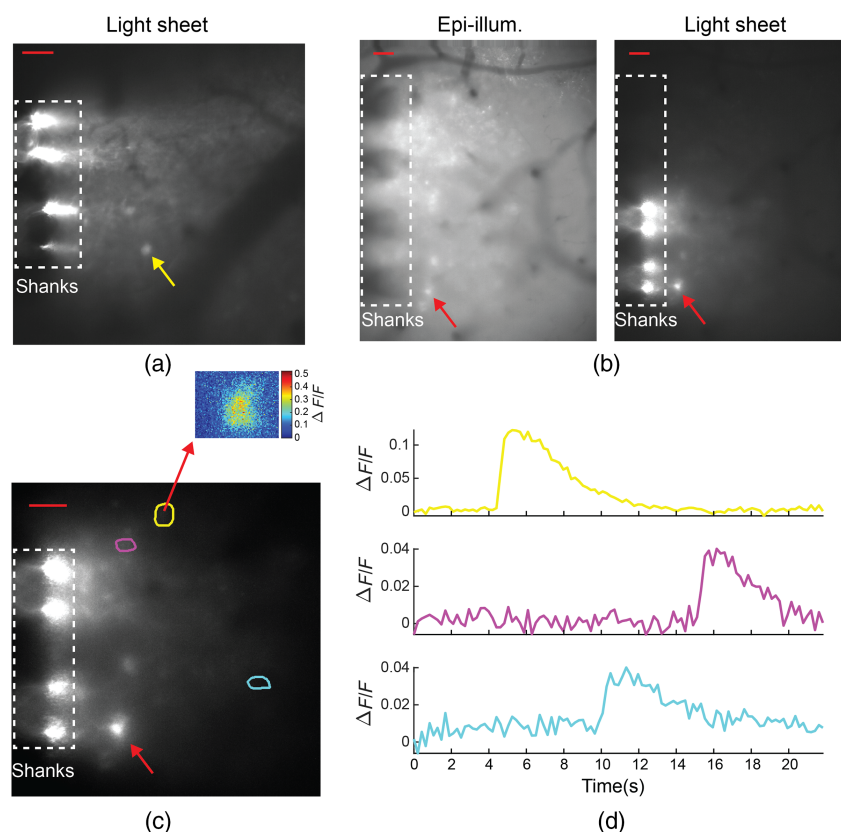 Light sheet
Shanks
(a)
Epi-illum.
Light sheet
Shanks
Shanks
(b)
0.5
0.4
0.3
0.2
0.1
0
Δ F/F
Shanks
(c)
ΔF/F
0.1
0.05
0
ΔF/F
0.04
0.02
0
ΔF/F
0.04
0.02
0
0 2 4 6 8 10 12 14 16 18 20
Time(s)
(d)